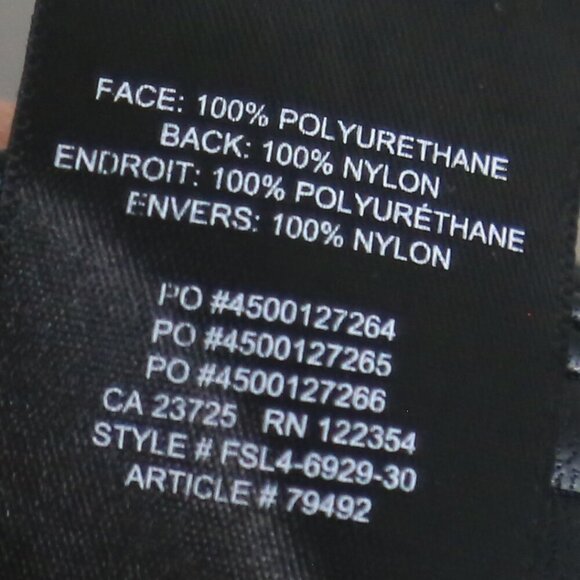 FACE: 100% POLYURETHANE
BACK: 100% NYLON
ENDROIT: 100% POLYURÉTHANE
ENVERS: 100% NYLON
PO #4500127264
PO #4500127265
PO #4500127266
CA 23725 RN 122354
STYLE # FSL4-6929-30
ARTICLE # 79492